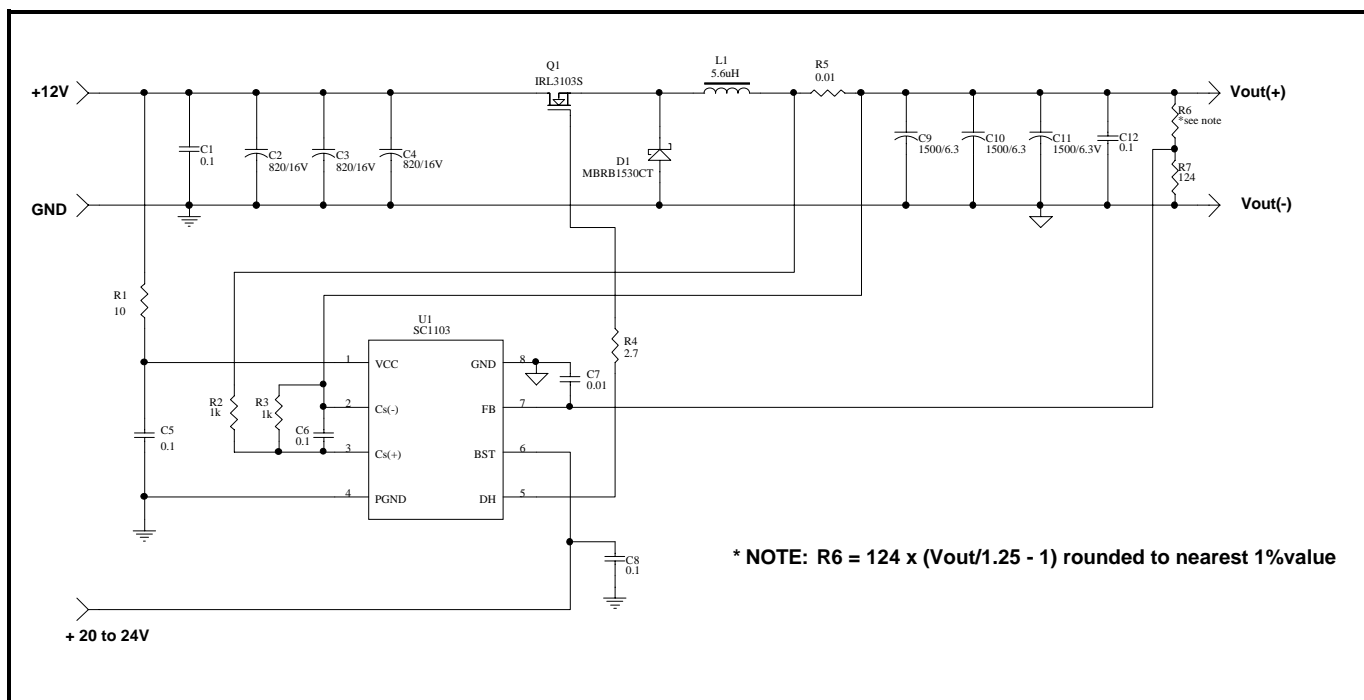 Q1
IRL3103S
L1
5.6uH
R5
0.01
+12V
Vout(+)
R6
*see note
C1
0.1
C2
820/16V
C3
820/16V
C4
820/16V
D1
MBRB1530CT
C9
1500/6.3
C10
1500/6.3
C11
1500/6.3V
C12
0.1
R7
124
GND
Vout(-)
R1
10
U1
SC1103
R4
2.7
1
VCC
GND
8
C7
0.01
R2
1k
R3
1k
2
Cs(-)
FB
7
C5
0.1
C6
0.1
3
Cs(+)
BST
6
4
PGND
DH
5
C8
0.1
* NOTE: R6 = 124 x (Vout/1.25 - 1) rounded to nearest 1%value
+ 20 to 24V